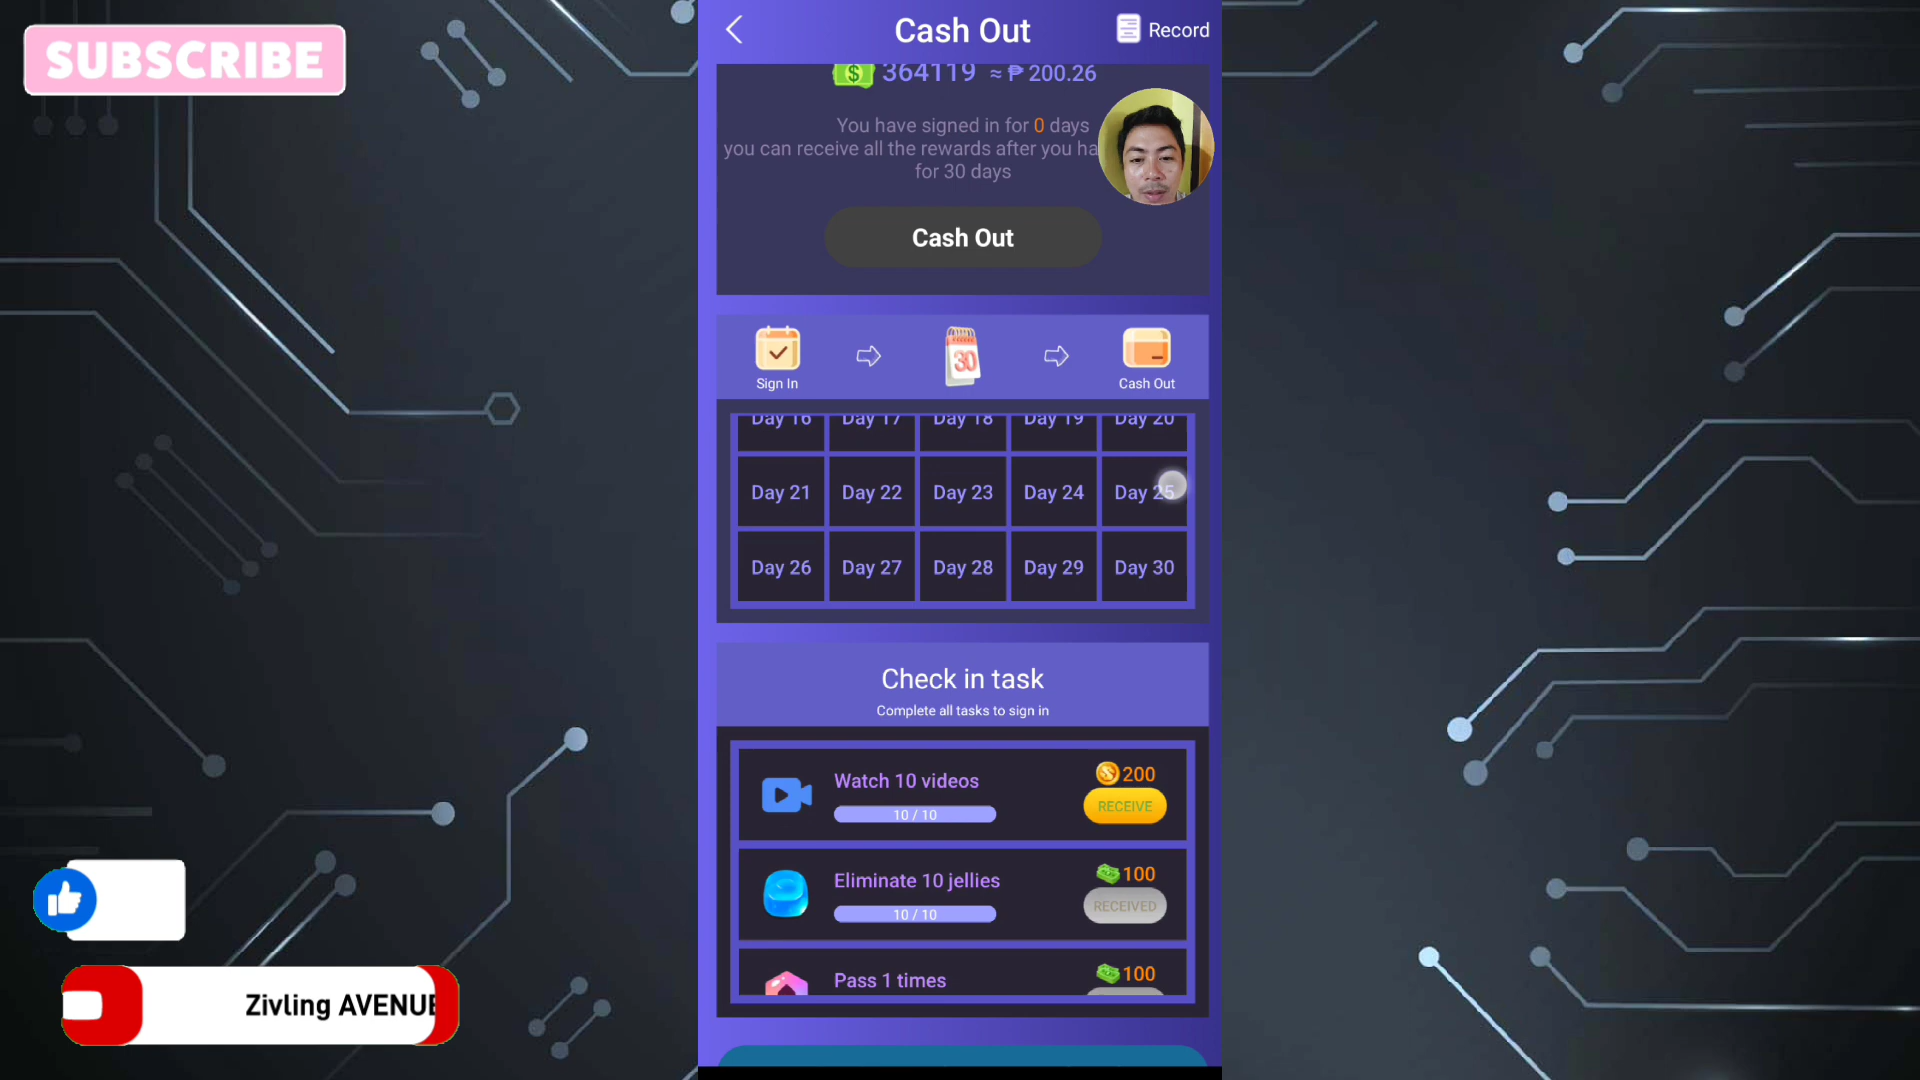 SUBSCRIBE
Cash Out
Record
364119 ≈ ₱ 200.26
You have signed in for 0 days
you can receive all the rewards after you ha
for 30 days
Cash Out
30
Sign In
Cash Out
Day 16 Day 17 Day 18 Day 19 Day 20
Day 21 Day 22 Day 23 Day 24 Day 25
Day 26 Day 27 Day 28 Day 29 Day 30
Check in task
Complete all tasks to sign in
Watch 10 videos
200
10 / 10
RECEIVE
Eliminate 10 jellies
100
10 / 10
RECEIVED
Pass 1 times
100
Zivling AVENUE